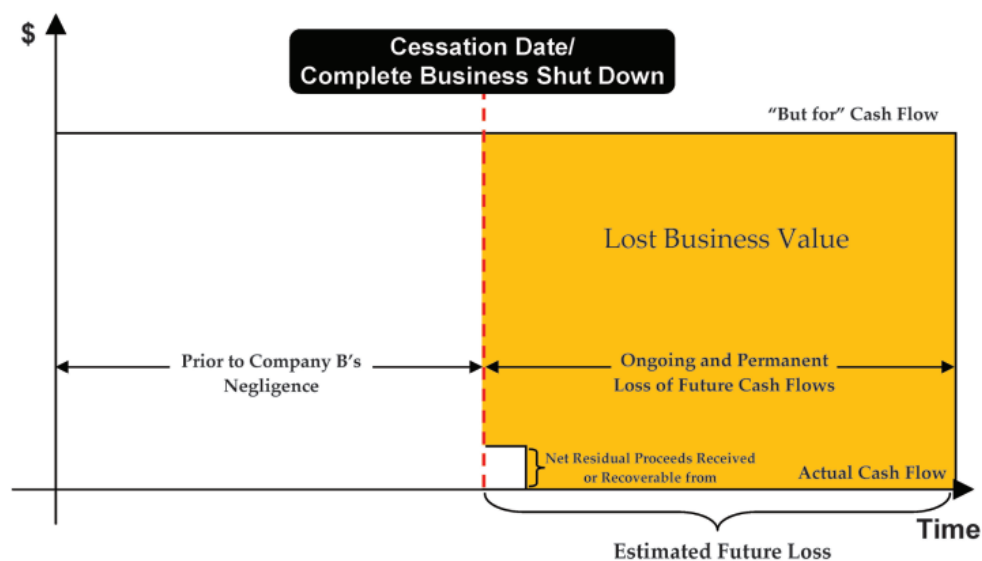 $
Cessation Date/
Complete Business Shut Down
“But for” Cash Flow
Lost Business Value
Prior to Company B’s
Negligence
Ongoing and Permanent
Loss of Future Cash Flows
Net Residual Proceeds Received
or Recoverable from
Actual Cash Flow
Time
Estimated Future Loss